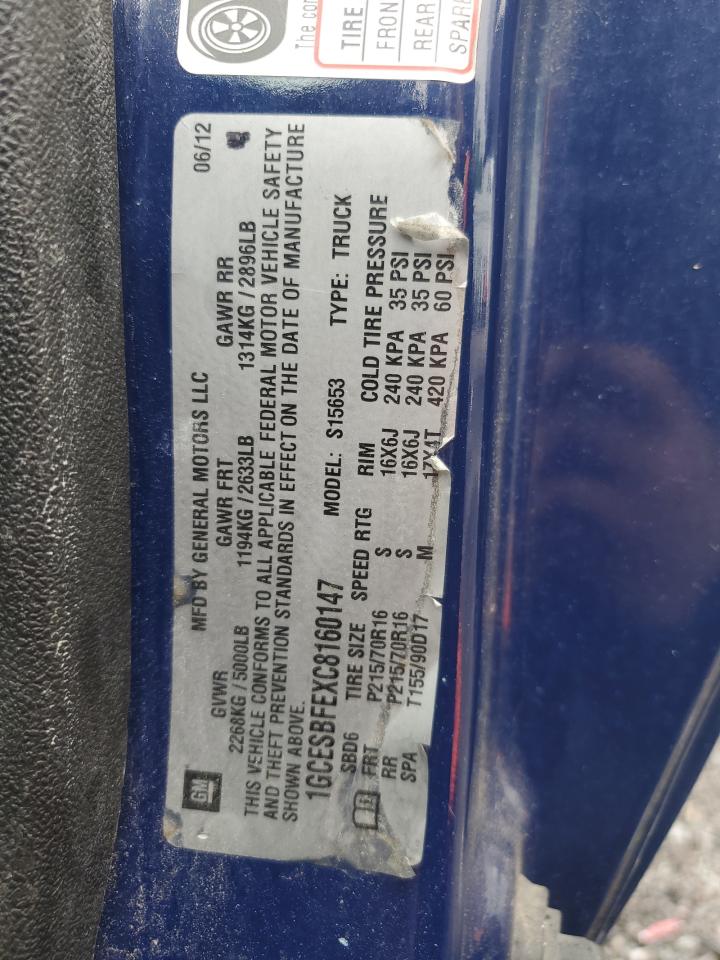 The
TIRE
FRON
REAR
SPARE
MFD BY GENERAL MOTORS LLC 06/12
GM
GVWR GAWR FRT GAWR RR
2268KG / 5000LB 1194KG / 2633LB 1314KG / 2896LB
THIS VEHICLE CONFORMS TO ALL APPLICABLE FEDERAL MOTOR VEHICLE SAFETY
AND THEFT PREVENTION STANDARDS IN EFFECT ON THE DATE OF MANUFACTURE
SHOWN ABOVE.
1GCESBFEXC8160147 MODEL: S15653 TYPE: TRUCK
SBD6 TIRE SIZE SPEED RTG RIM COLD TIRE PRESSURE
FRT P215/70R16 S 16X6J 240 KPA 35 PSI
RR P215/70R16 S 16X6J 240 KPA 35 PSI
SPA T155/90D17 M 17X4T 420 KPA 60 PSI